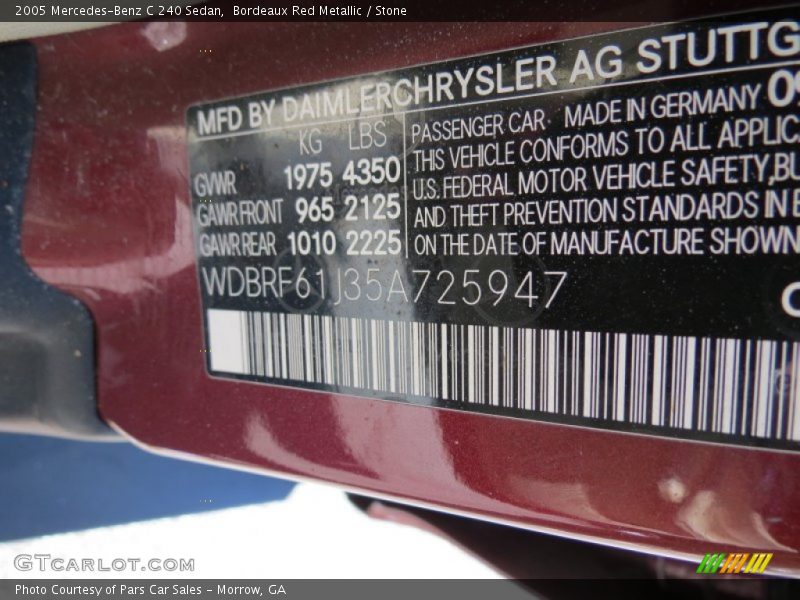 2005 Mercedes-Benz C 240 Sedan,  Bordeaux Red Metallic / Stone
MFD BY DAIMLERCHRYSLER AG STUTTG
KG LBS
GVWR 1975 4350
GAWR FRONT 965 2125
GAWR REAR 1010 2225
PASSENGER CAR. MADE IN GERMANY 09
THIS VEHICLE CONFORMS TO ALL APPLIC
U.S. FEDERAL MOTOR VEHICLE SAFETY, BU
AND THEFT PREVENTION STANDARDS IN E
ON THE DATE OF MANUFACTURE SHOWN
WDBRF61J35A725947
GTCARLOT.COM
Photo Courtesy of Pars Car Sales - Morrow, GA